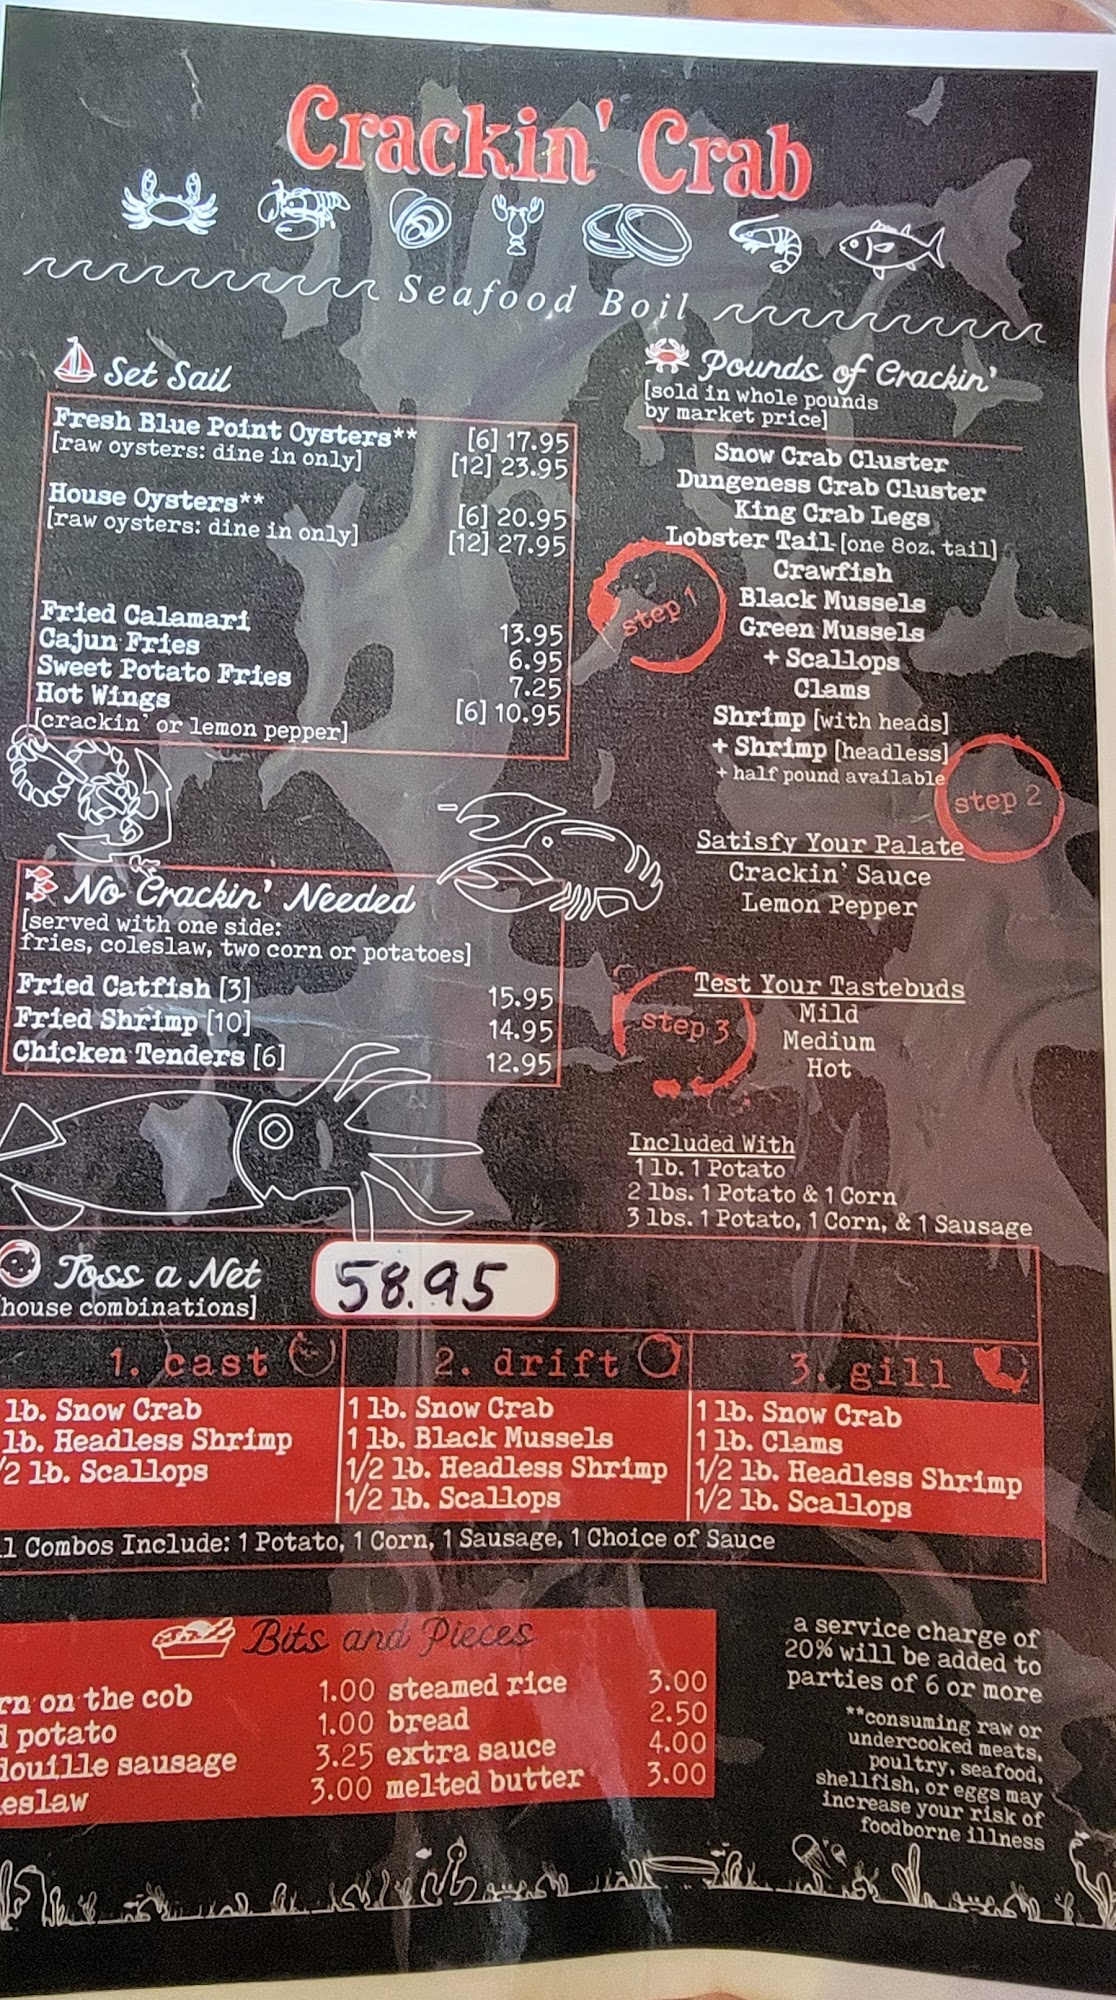 Crackin' Crab
Seafood Boil
Set Sail
Fresh Blue Point Oysters** [6] 17.95
[raw oysters: dine in only] [12] 23.95
House Oysters** [6] 20.95
[raw oysters: dine in only] [12] 27.95
Fried Calamari 13.95
Cajun Fries 6.95
Sweet Potato Fries 7.25
Hot Wings [6] 10.95
[crackin' or lemon pepper]
No Crackin' Needed
[served with one side:
fries, coleslaw, two corn or potatoes]
Fried Catfish [3] 15.95
Fried Shrimp [10] 14.95
Chicken Tenders [6] 12.95
Pounds of Crackin'
[sold in whole pounds
by market price]
step 1
Snow Crab Cluster
Dungeness Crab Cluster
King Crab Legs
Lobster Tail [one 8oz. tail]
Crawfish
Black Mussels
Green Mussels
+ Scallops
Clams
Shrimp [with heads]
+ Shrimp [headless]
+ half pound available
step 2
Satisfy Your Palate
Crackin' Sauce
Lemon Pepper
step 3
Test Your Tastebuds
Mild
Medium
Hot
Included With
1 lb. 1 Potato
2 lbs. 1 Potato & 1 Corn
3 lbs. 1 Potato, 1 Corn, & 1 Sausage
Toss a Net
house combinations]
58.95
1. cast
lb. Snow Crab
lb. Headless Shrimp
/2 lb. Scallops
2. drift
1 lb. Snow Crab
1 lb. Black Mussels
1/2 lb. Headless Shrimp
1/2 lb. Scallops
3. gill
1 lb. Snow Crab
1 lb. Clams
1/2 lb. Headless Shrimp
1/2 lb. Scallops
l Combos Include: 1 Potato, 1 Corn, 1 Sausage, 1 Choice of Sauce
Bits and Pieces
rn on the cob 1.00
potato 1.00
douille sausage 3.25
eslaw 3.00
steamed rice 3.00
bread 2.50
extra sauce 4.00
melted butter 3.00
a service charge of
20% will be added to
parties of 6 or more
**consuming raw or
undercooked meats,
poultry, seafood,
shellfish, or eggs may
increase your risk of
foodborne illness